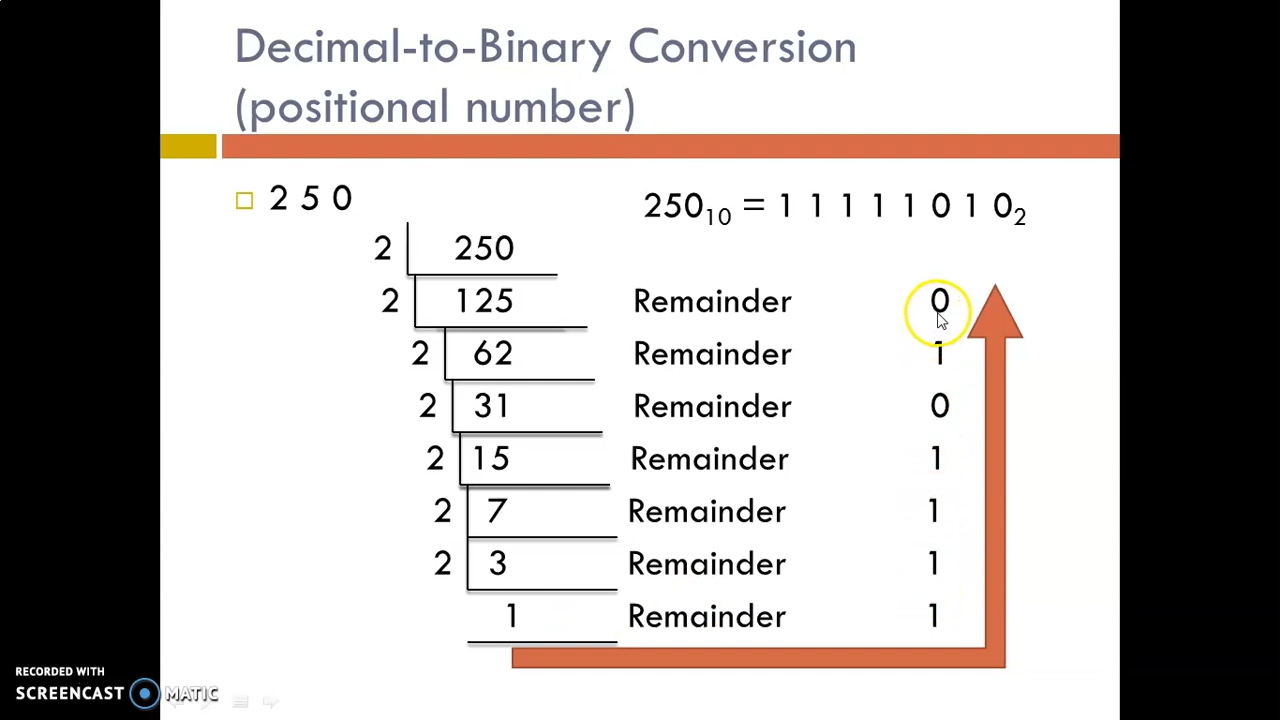 Decimal-to-Binary Conversion
(positional number)
2 5 0
250₁₀ = 1 1 1 1 1 0 1 0₂
2 250
2 125 Remainder 0
2 62 Remainder 1
2 31 Remainder 0
2 15 Remainder 1
2 7 Remainder 1
2 3 Remainder 1
1 Remainder 1
RECORDED WITH
SCREENCAST MATIC